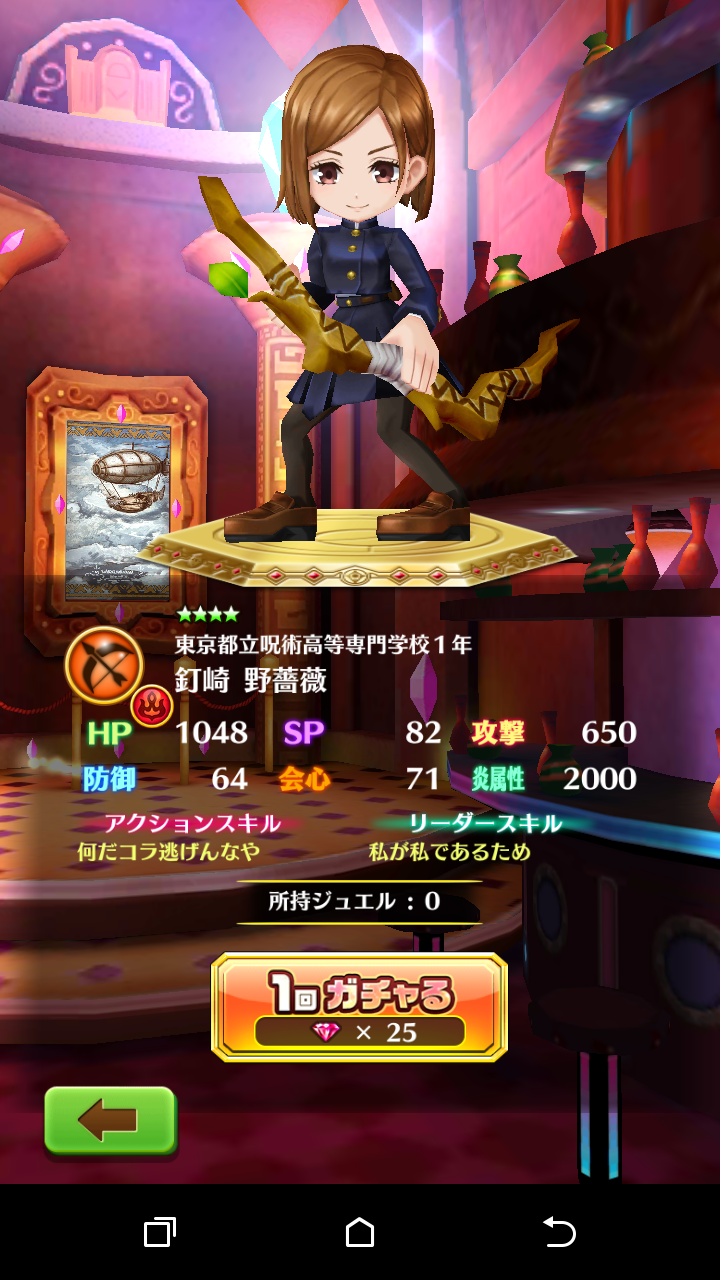 東京都立呪術高等専門学校1年
釘崎 野薔薇
HP 1048 SP 82 攻撃 650
防御 64 会心 71 炎属性 2000
アクションスキル リーダースキル
何だコラ逃げんなや 私が私であるため
所持ジュエル : 0
1回ガチャる
× 25